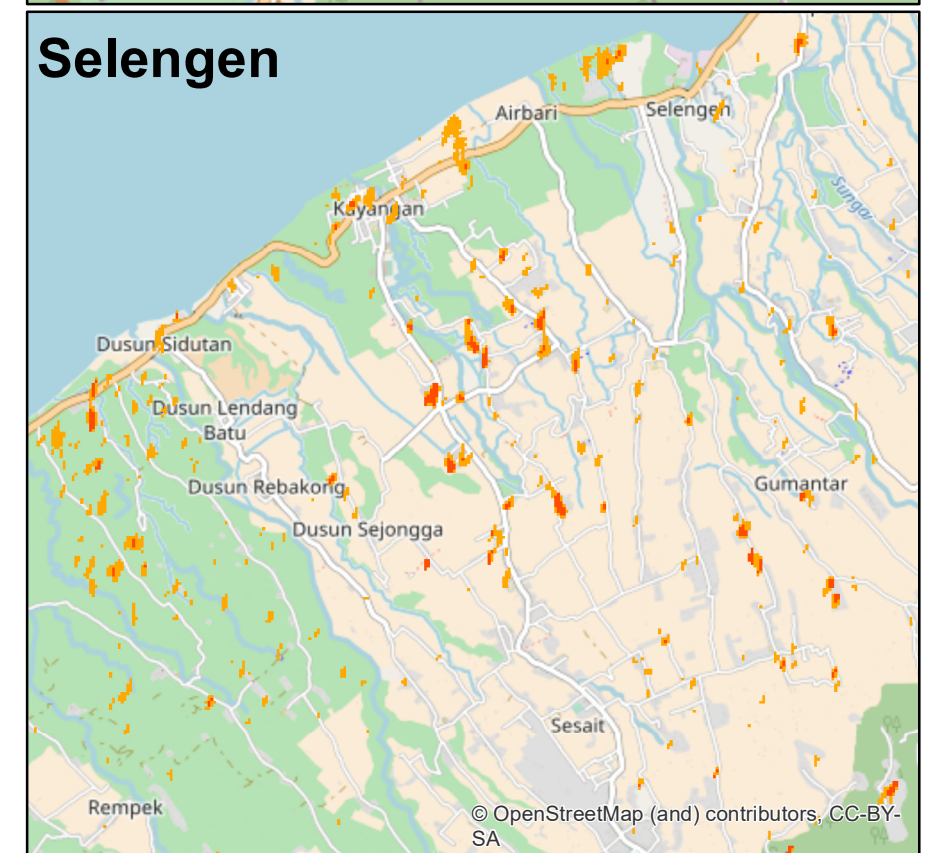 Selengen
Airbari
Selengen
Sungai
Kayangan
Dusun Sidutan
Dusun Lendang
Batu
Dusun Rebakong
Gumantar
Dusun Sejongga
Sesait
Rempek
© OpenStreetMap (and) contributors, CC-BY-
SA